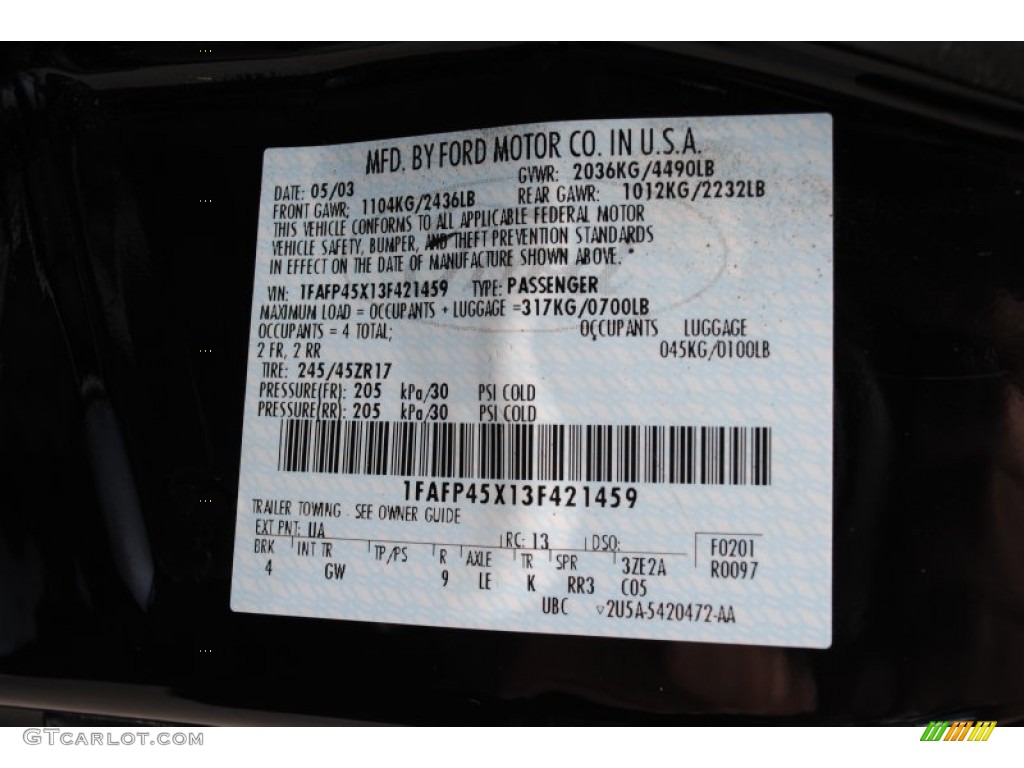 MFD. BY FORD MOTOR CO. IN U.S.A.
DATE: 05/03 GVWR: 2036KG/4490LB
FRONT GAWR: 1104KG/2436LB REAR GAWR: 1012KG/2232LB
THIS VEHICLE CONFORMS TO ALL APPLICABLE FEDERAL MOTOR
VEHICLE SAFETY, BUMPER, AND THEFT PREVENTION STANDARDS
IN EFFECT ON THE DATE OF MANUFACTURE SHOWN ABOVE.
VIN: 1FAFP45X13F421459 TYPE: PASSENGER
MAXIMUM LOAD = OCCUPANTS + LUGGAGE =317KG/0700LB
OCCUPANTS = 4 TOTAL; OCCUPANTS LUGGAGE
2 FR, 2 RR 045KG/0100LB
TIRE: 245/45ZR17
PRESSURE(FR): 205 kPa/30 PSI COLD
PRESSURE(RR): 205 kPa/30 PSI COLD
1FAFP45X13F421459
TRAILER TOWING - SEE OWNER GUIDE
EXT PNT: UA RC: 13 DSO: F0201
BRK INT TR TP/PS R AXLE TR SPR 3ZE2A R0097
4 GW 9 LE K RR3 C05
UBC ▽2U5A-5420472-AA
GTCarlot.com